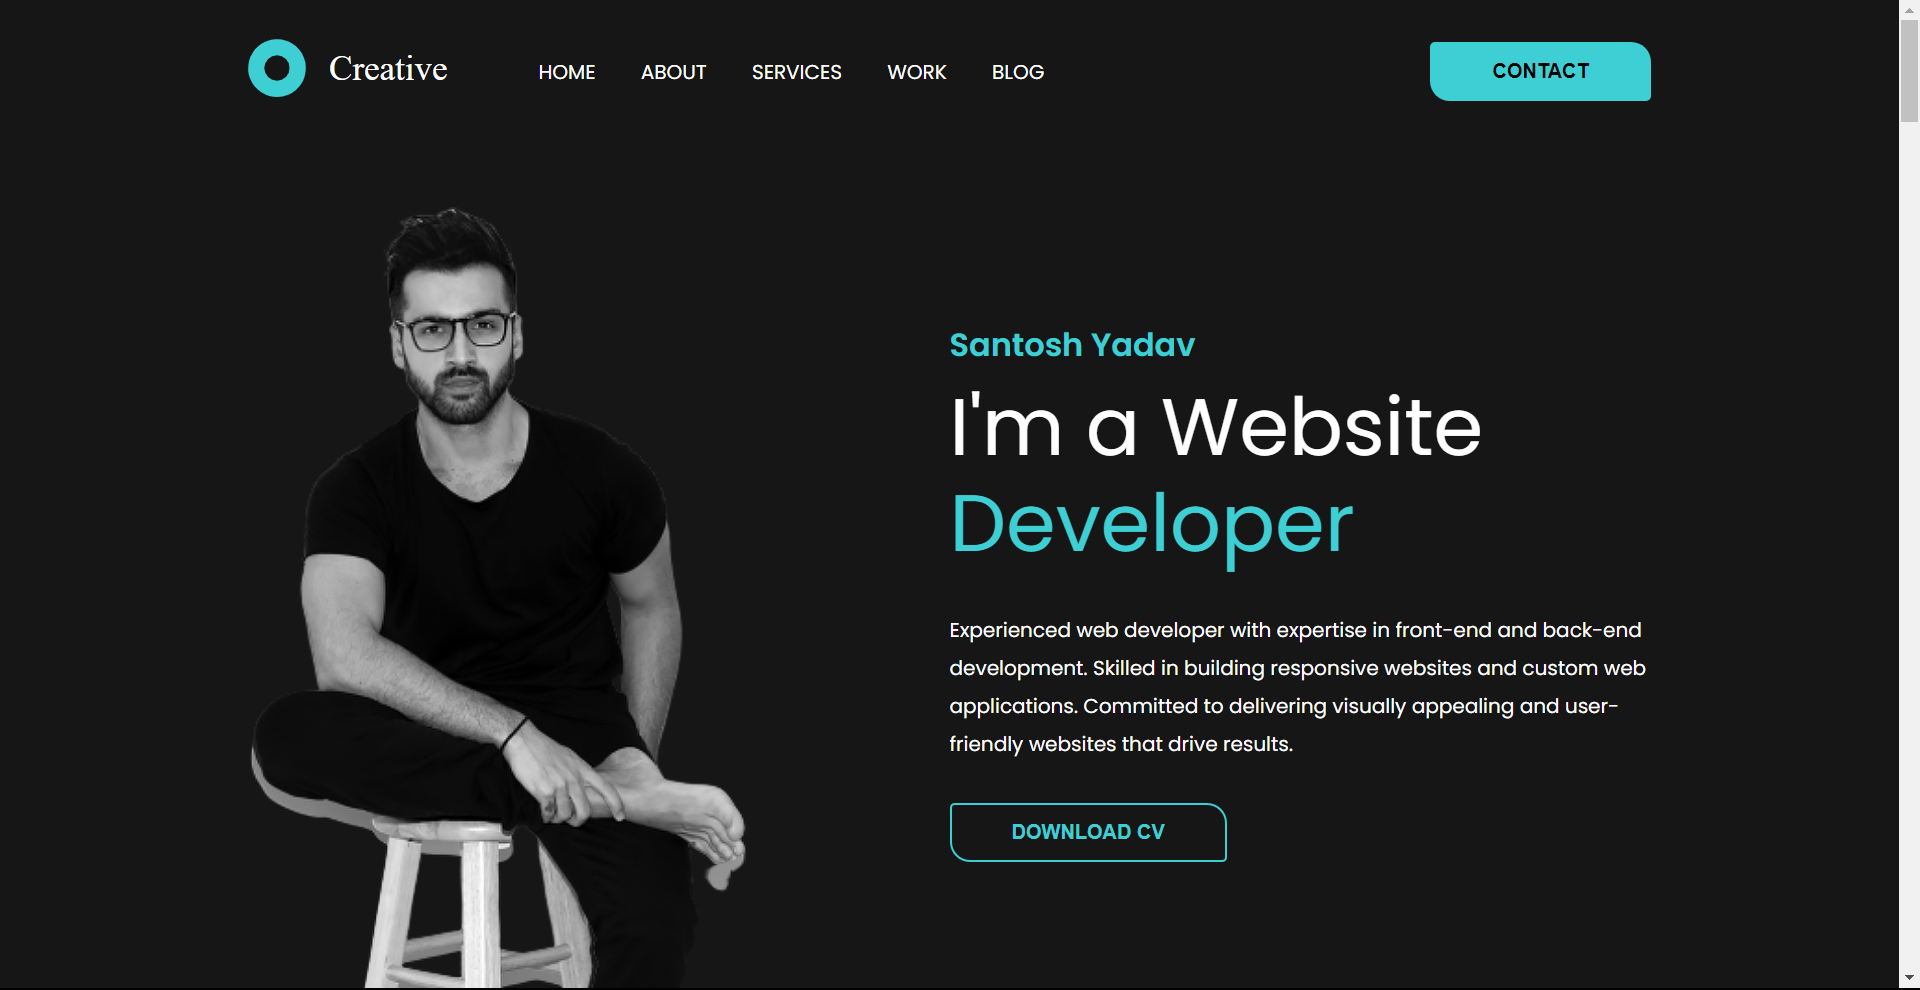 Creative
HOME
ABOUT
SERVICES
WORK
BLOG
CONTACT
Santosh Yadav
I'm a Website
Developer
Experienced web developer with expertise in front-end and back-end
development. Skilled in building responsive websites and custom web
applications. Committed to delivering visually appealing and user-
friendly websites that drive results.
DOWNLOAD CV